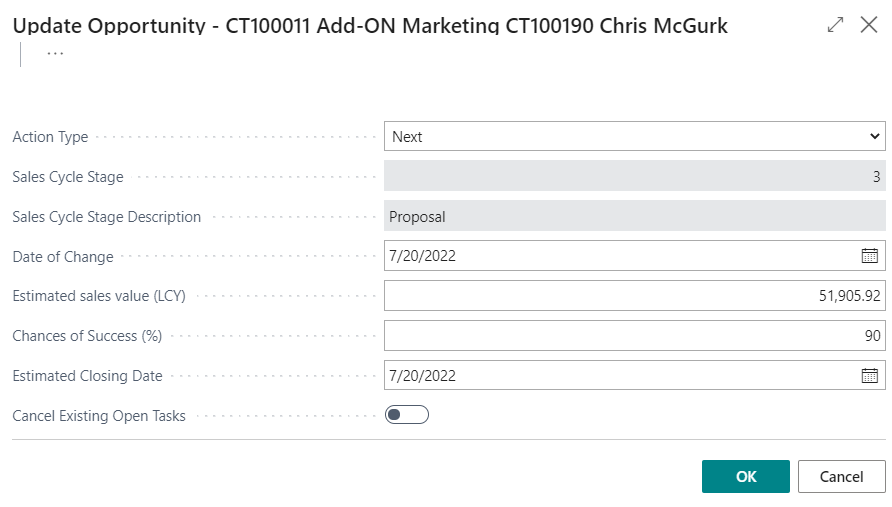 Update Opportunity - CT100011 Add-ON Marketing CT100190 Chris McGurk
...
Action Type Next
Sales Cycle Stage 3
Sales Cycle Stage Description Proposal
Date of Change 7/20/2022
Estimated sales value (LCY) 51,905.92
Chances of Success (%) 90
Estimated Closing Date 7/20/2022
Cancel Existing Open Tasks
OK Cancel